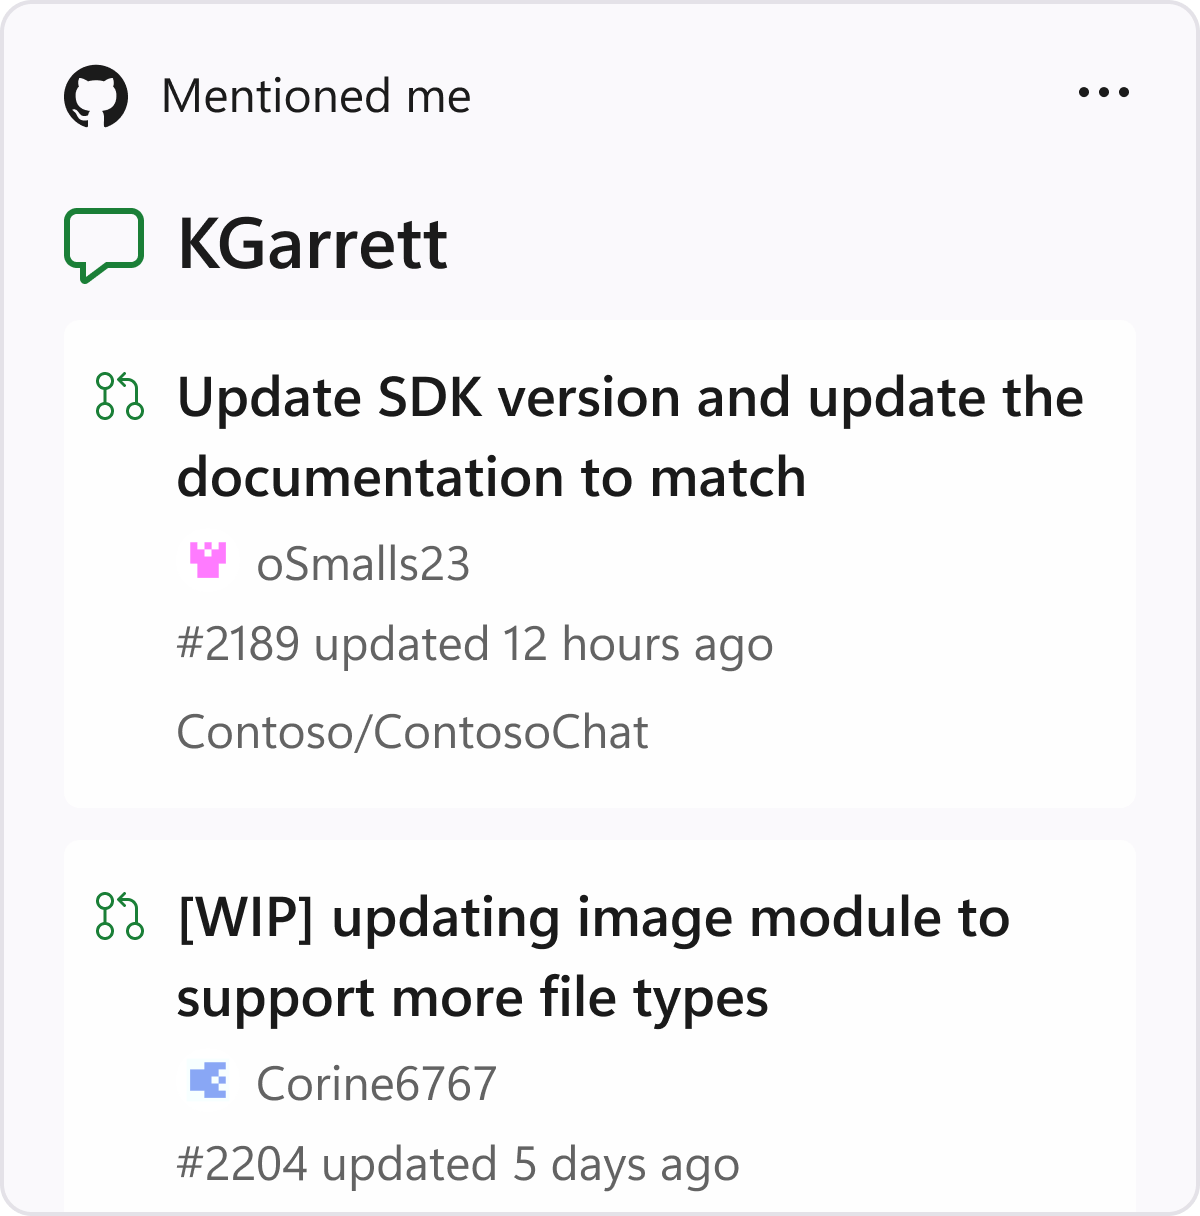 Mentioned me
KGarrett
Update SDK version and update the
documentation to match
oSmalls23
#2189 updated 12 hours ago
Contoso/ContosoChat
[WIP] updating image module to
support more file types
Corine6767
#2204 updated 5 days ago